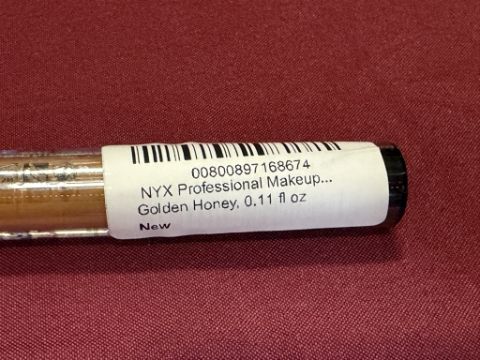 00800897168674
NYX Professional Makeup...
Golden Honey, 0.11 fl oz
New